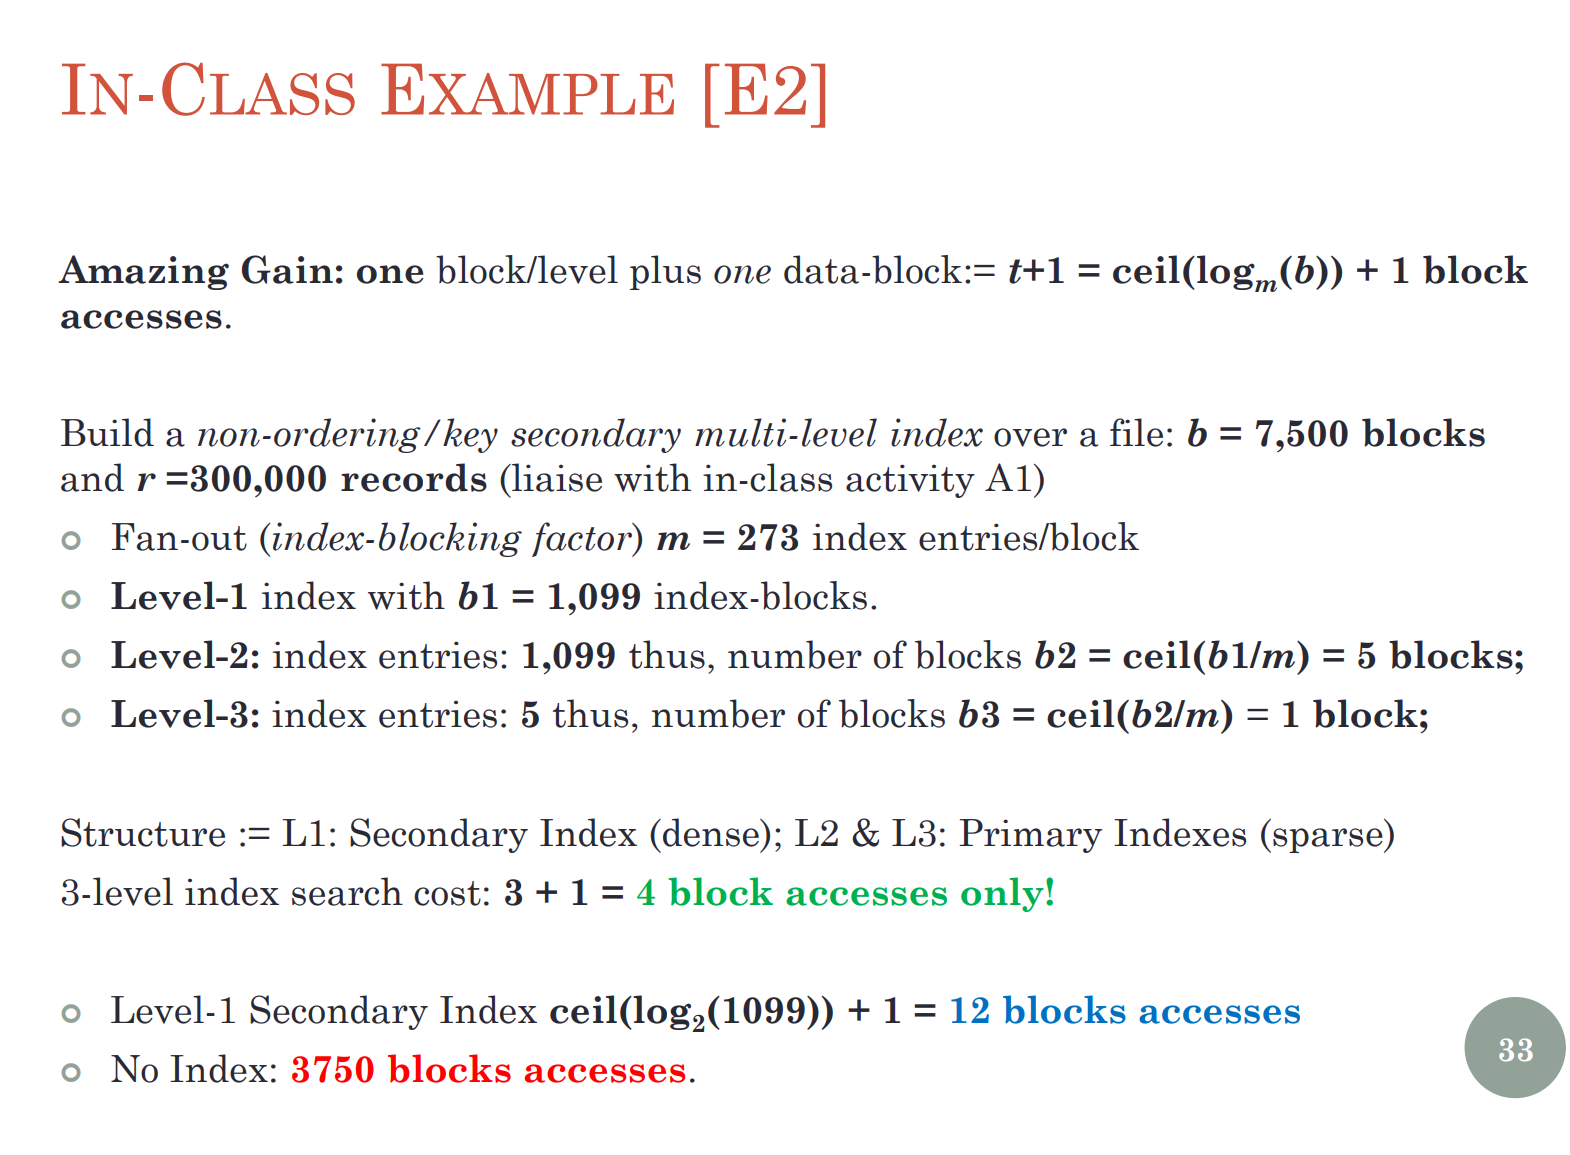 IN-CLASS EXAMPLE [E2]
Amazing Gain: one block/level plus one data-block:= t+1 = ceil(logm(b)) + 1 block
accesses.
Build a non-ordering/key secondary multi-level index over a file: b = 7,500 blocks
and r =300,000 records (liaise with in-class activity A1)
Fan-out (index-blocking factor) m = 273 index entries/block
Level-1 index with b1 = 1,099 index-blocks.
Level-2: index entries: 1,099 thus, number of blocks b2 = ceil(b1/m) = 5 blocks;
Level-3: index entries: 5 thus, number of blocks b3 = ceil(b2/m) = 1 block;
Structure := L1: Secondary Index (dense); L2 & L3: Primary Indexes (sparse)
3-level index search cost: 3 + 1 = 4 block accesses only!
Level-1 Secondary Index ceil(log2(1099)) + 1 = 12 blocks accesses
No Index: 3750 blocks accesses.
33